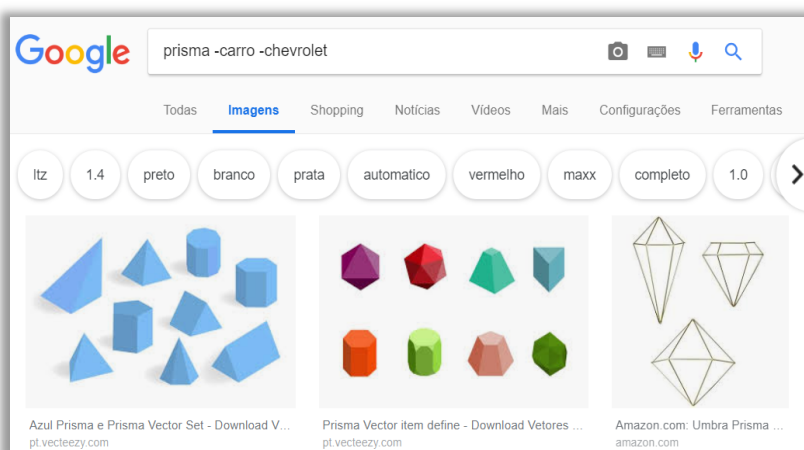 Google prisma -carro -chevrolet
Todas Imagens Shopping Notícias Vídeos Mais Configurações Ferramentas
ltz 1.4 preto branco prata automatico vermelho maxx completo 1.0
Azul Prisma e Prisma Vector Set - Download V... Prisma Vector item define - Download Vetores ... Amazon.com: Umbra Prisma ...
pt.vecteezy.com pt.vecteezy.com amazon.com